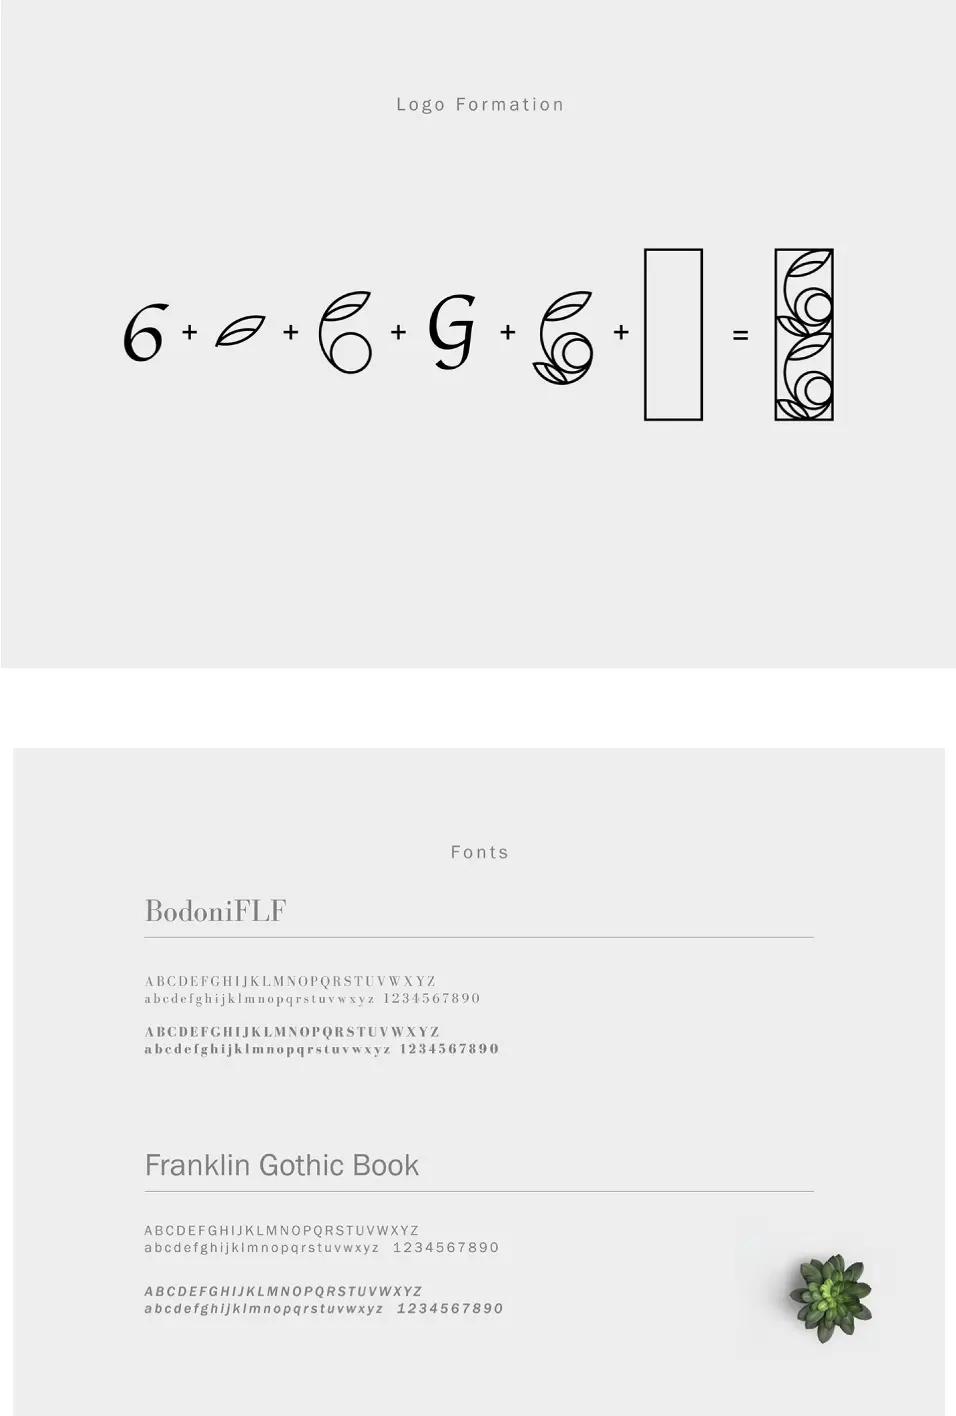 Logo Formation
6 + + + G + + =
Fonts
BodoniFLF
ABCDEFGHIJKLMNOPQRSTUVWXYZ
abcdefghijklmnopqrstuvwxyz 1234567890
ABCDEFGHIJKLMNOPQRSTUVWXYZ
abcdefghijklmnopqrstuvwxyz 1234567890
Franklin Gothic Book
ABCDEFGHIJKLMNOPQRSTUVWXYZ
abcdefghijklmnopqrstuvwxyz 1234567890
ABCDEFGHIJKLMNOPQRSTUVWXYZ
abcdefghijklmnopqrstuvwxyz 1234567890